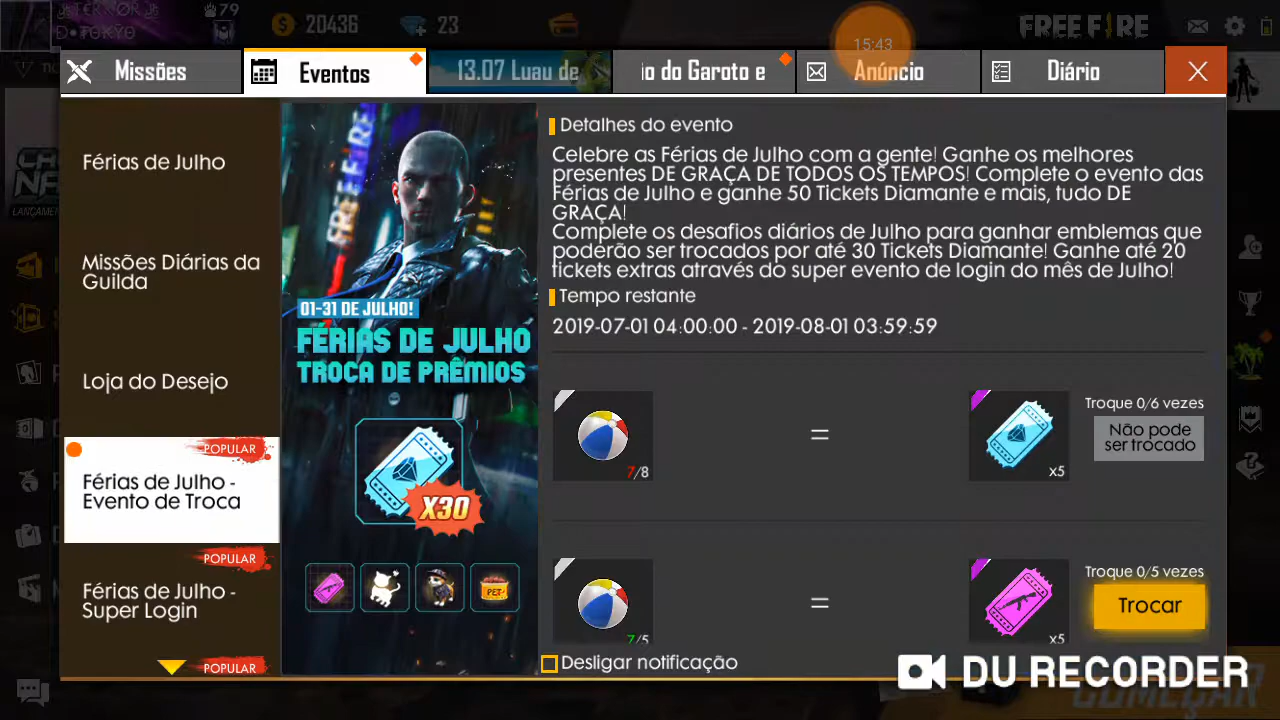 79
20436
23
15:43
FREE FIRE
Missões
Eventos
13.07 Luau de
io do Garoto e
Anúncio
Diário
Férias de Julho
Missões Diárias da
Guilda
Loja do Desejo
POPULAR
Férias de Julho -
Evento de Troca
POPULAR
Férias de Julho -
Super Login
POPULAR
FREE FIRE
01-31 DE JULHO!
FÉRIAS DE JULHO
TROCA DE PRÊMIOS
X30
PET
Detalhes do evento
Celebre as Férias de Julho com a gente! Ganhe os melhores
presentes DE GRAÇA DE TODOS OS TEMPOS! Complete o evento das
Férias de Julho e ganhe 50 Tickets Diamante e mais, tudo DE
GRAÇA!
Complete os desafios diários de Julho para ganhar emblemas que
poderão ser trocados por até 30 Tickets Diamante! Ganhe até 20
tickets extras através do super evento de login do mês de Julho!
Tempo restante
2019-07-01 04:00:00 - 2019-08-01 03:59:59
7/8
=
x5
Troque 0/6 vezes
Não pode
ser trocado
7/5
=
x5
Troque 0/5 vezes
Trocar
Desligar notificação
DU RECORDER
COMEÇAR